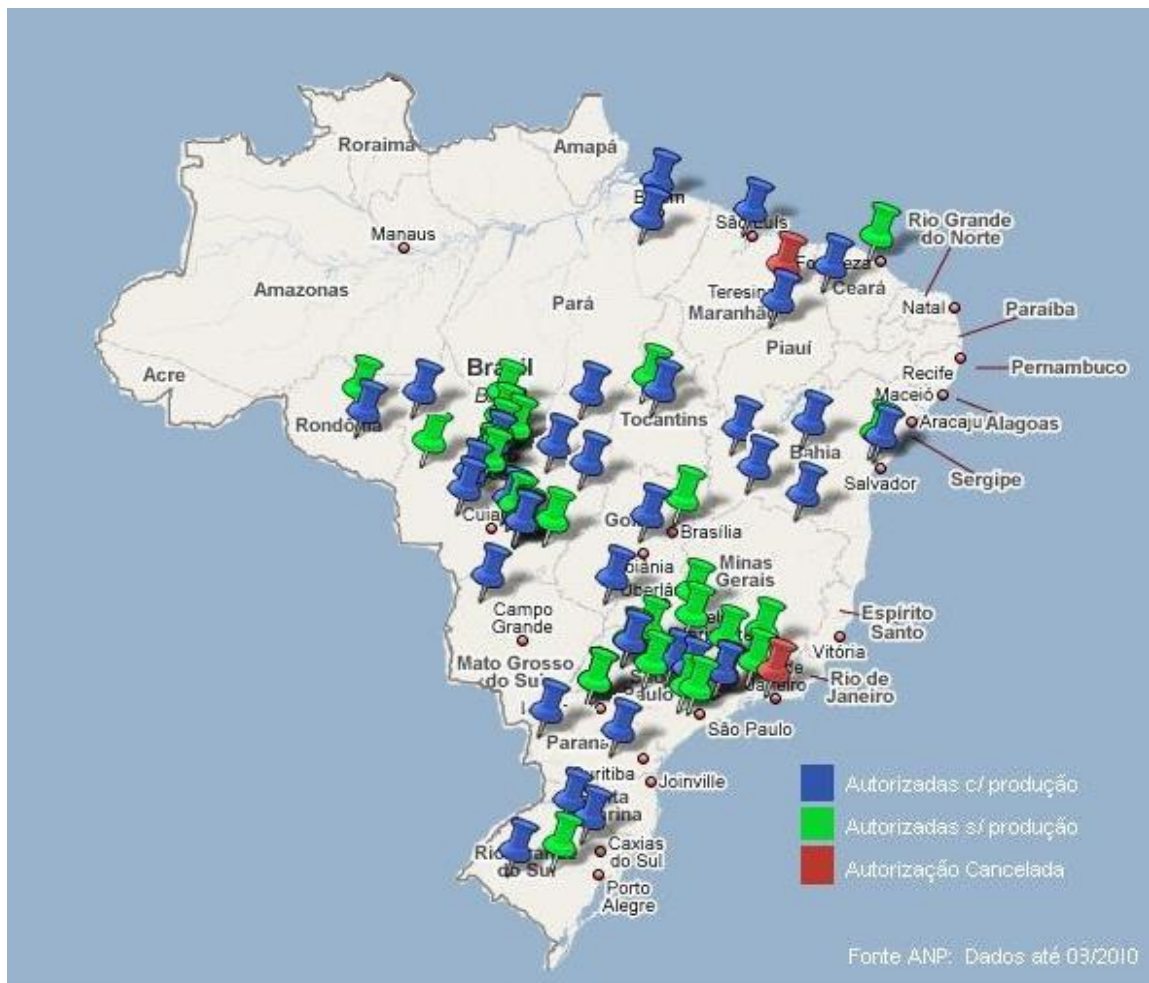 Roraima
Amapá
Manaus
São Luís
Rio Grande
do Norte
Amazonas
Pará
Teresina
Maranhão
Ceará
Natal
Paraíba
Piauí
Acre
Brasil
Recife
Pernambuco
Maceió
Rondônia
Tocantins
Aracaju
Alagoas
Bahia
Sergipe
Salvador
Brasília
Minas
Gerais
Campo
Grande
Espírito
Santo
Vitória
Mato Grosso
do Sul
Rio de
Janeiro
São Paulo
Paraná
Joinville
Caxias
do Sul
Porto
Alegre
Autorizadas c/ produção
Autorizadas s/ produção
Autorização Cancelada
Fonte ANP: Dados até 03/2010